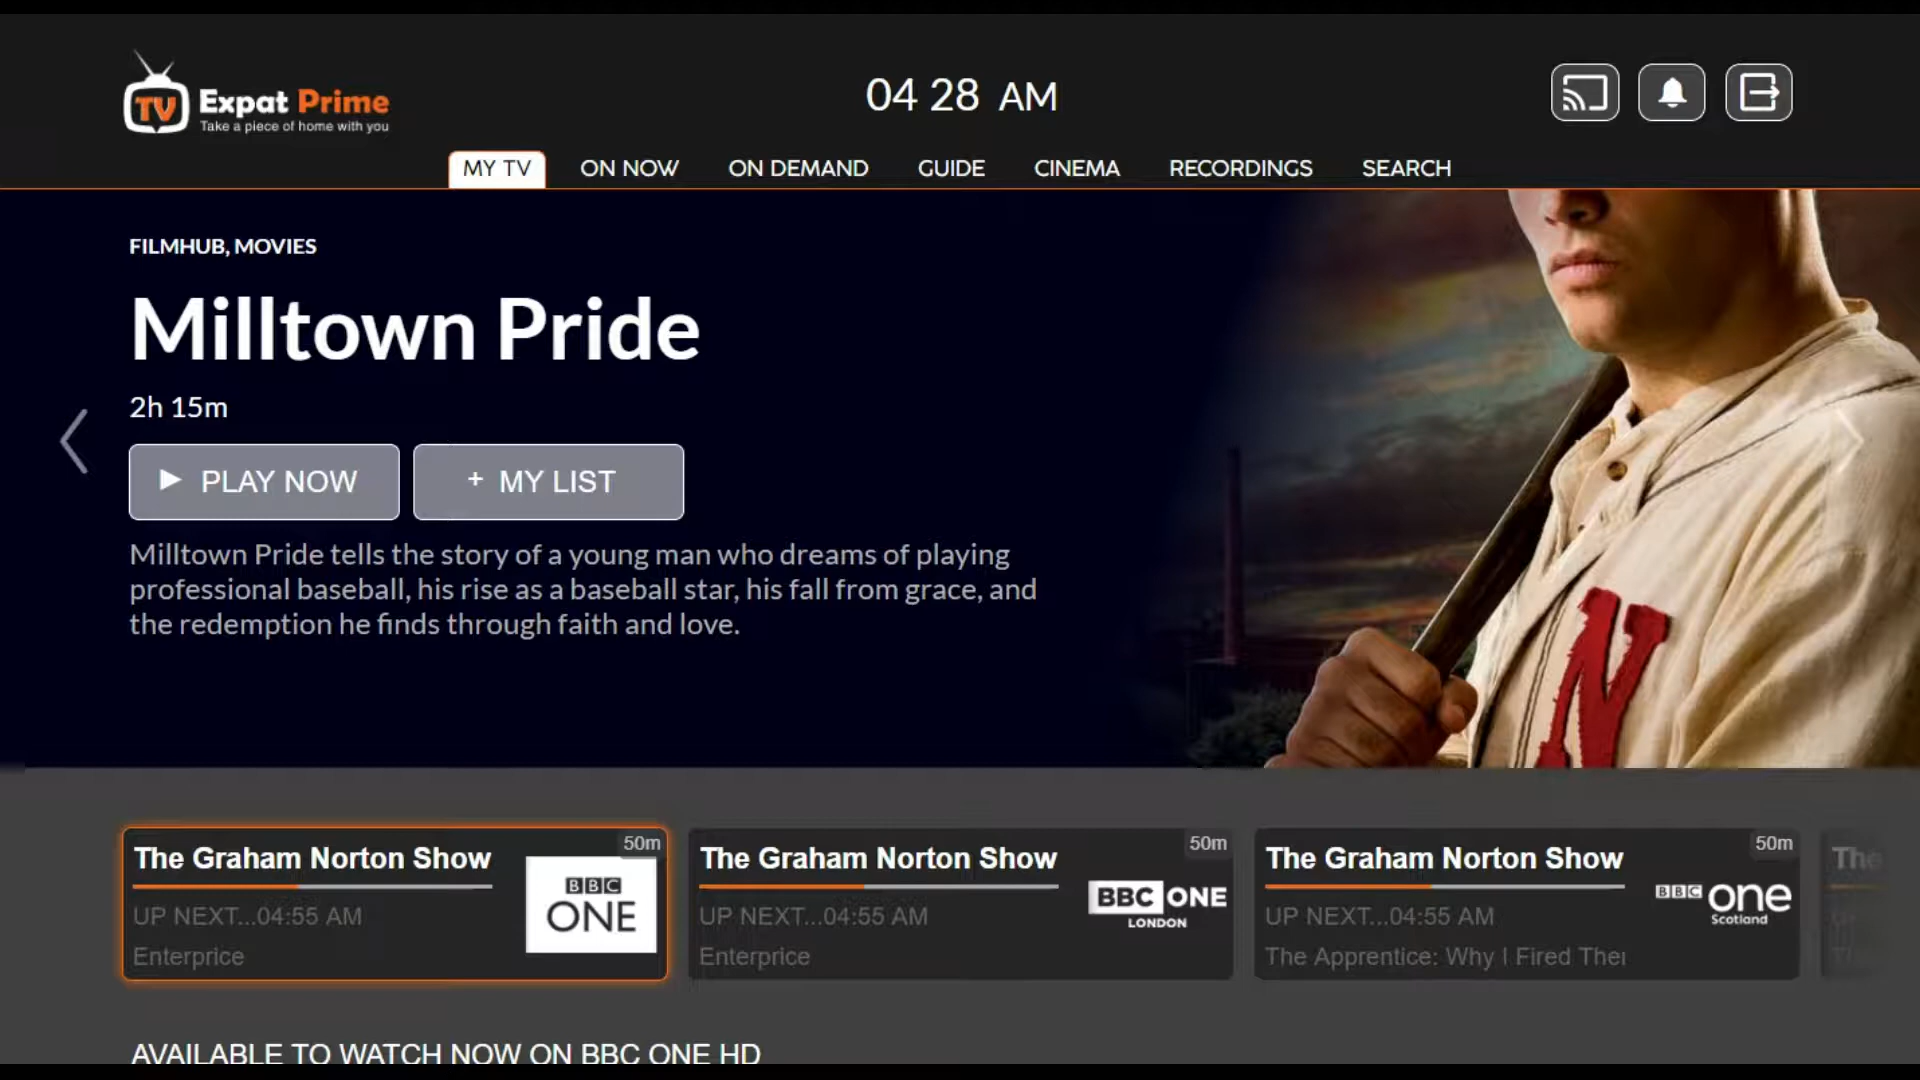 TV Expat Prime
Take a piece of home with you
04 28 AM
MY TV
ON NOW
ON DEMAND
GUIDE
CINEMA
RECORDINGS
SEARCH
FILMHUB, MOVIES
Milltown Pride
2h 15m
PLAY NOW
+ MY LIST
Milltown Pride tells the story of a young man who dreams of playing
professional baseball, his rise as a baseball star, his fall from grace, and
the redemption he finds through faith and love.
N
The Graham Norton Show
50m
UP NEXT...04:55 AM
Enterprice
BBC
ONE
The Graham Norton Show
50m
UP NEXT...04:55 AM
Enterprice
BBC ONE
LONDON
The Graham Norton Show
50m
UP NEXT...04:55 AM
The Apprentice: Why I Fired
BBC one
Scotland
The
AVAILABLE TO WATCH NOW ON BBC ONE HD